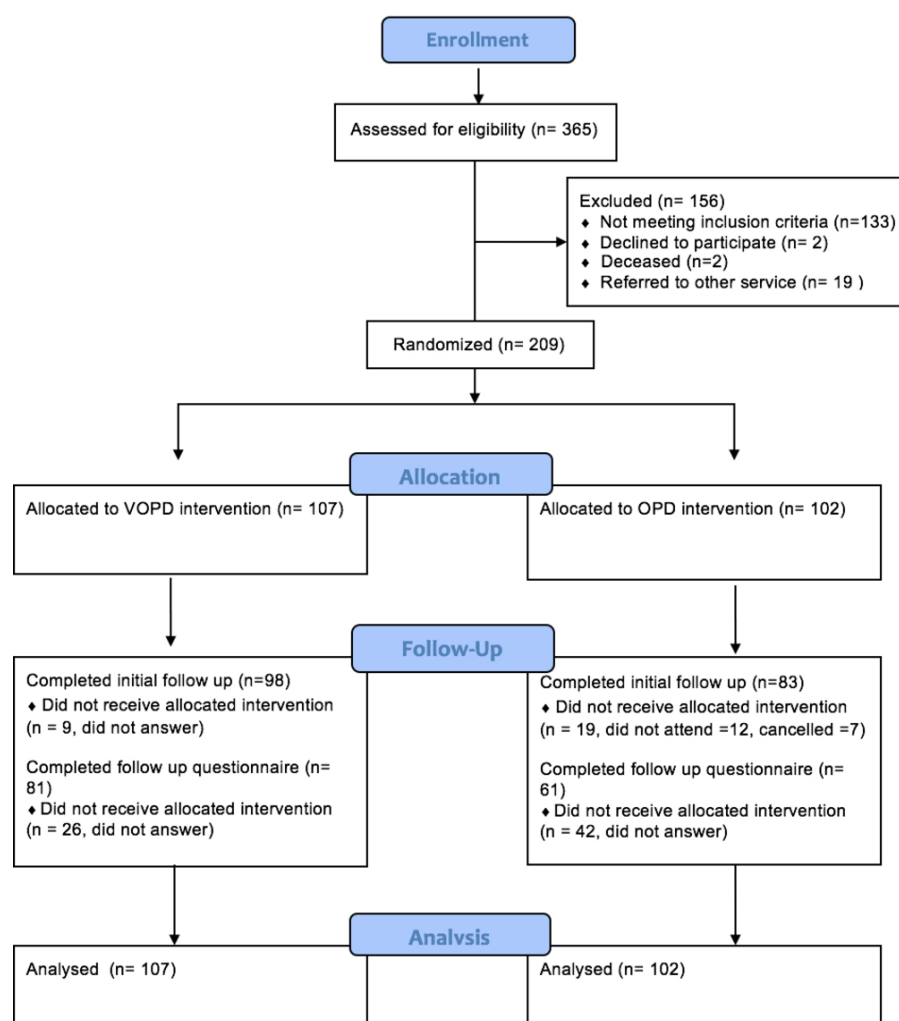 Enrollment
Assessed for eligibility (n= 365)
Excluded (n= 156)
♦ Not meeting inclusion criteria (n=133)
♦ Declined to participate (n= 2)
♦ Deceased (n=2)
♦ Referred to other service (n= 19 )
Randomized (n= 209)
Allocation
Allocated to VOPD intervention (n= 107)
Allocated to OPD intervention (n= 102)
Follow-Up
Completed initial follow up (n=98)
♦ Did not receive allocated intervention
(n = 9, did not answer)
Completed follow up questionnaire (n=
81)
♦ Did not receive allocated intervention
(n = 26, did not answer)
Completed initial follow up (n=83)
♦ Did not receive allocated intervention
(n = 19, did not attend =12, cancelled =7)
Completed follow up questionnaire (n=
61)
♦ Did not receive allocated intervention
(n = 42, did not answer)
Analysis
Analysed (n= 107)
Analysed (n= 102)